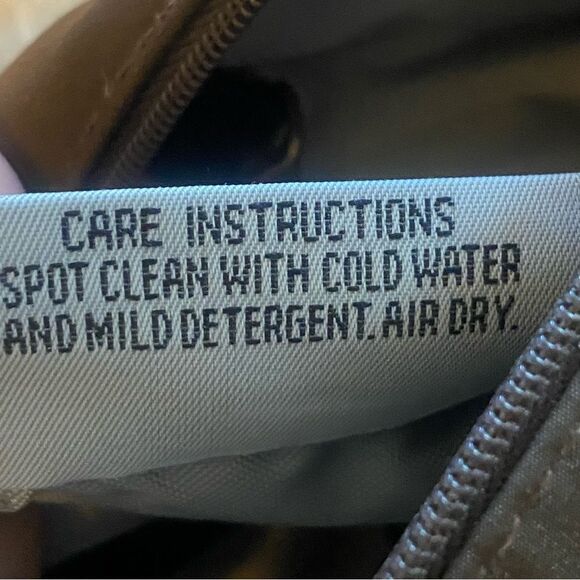 CARE INSTRUCTIONS
SPOT CLEAN WITH COLD WATER
AND MILD DETERGENT. AIR DRY.